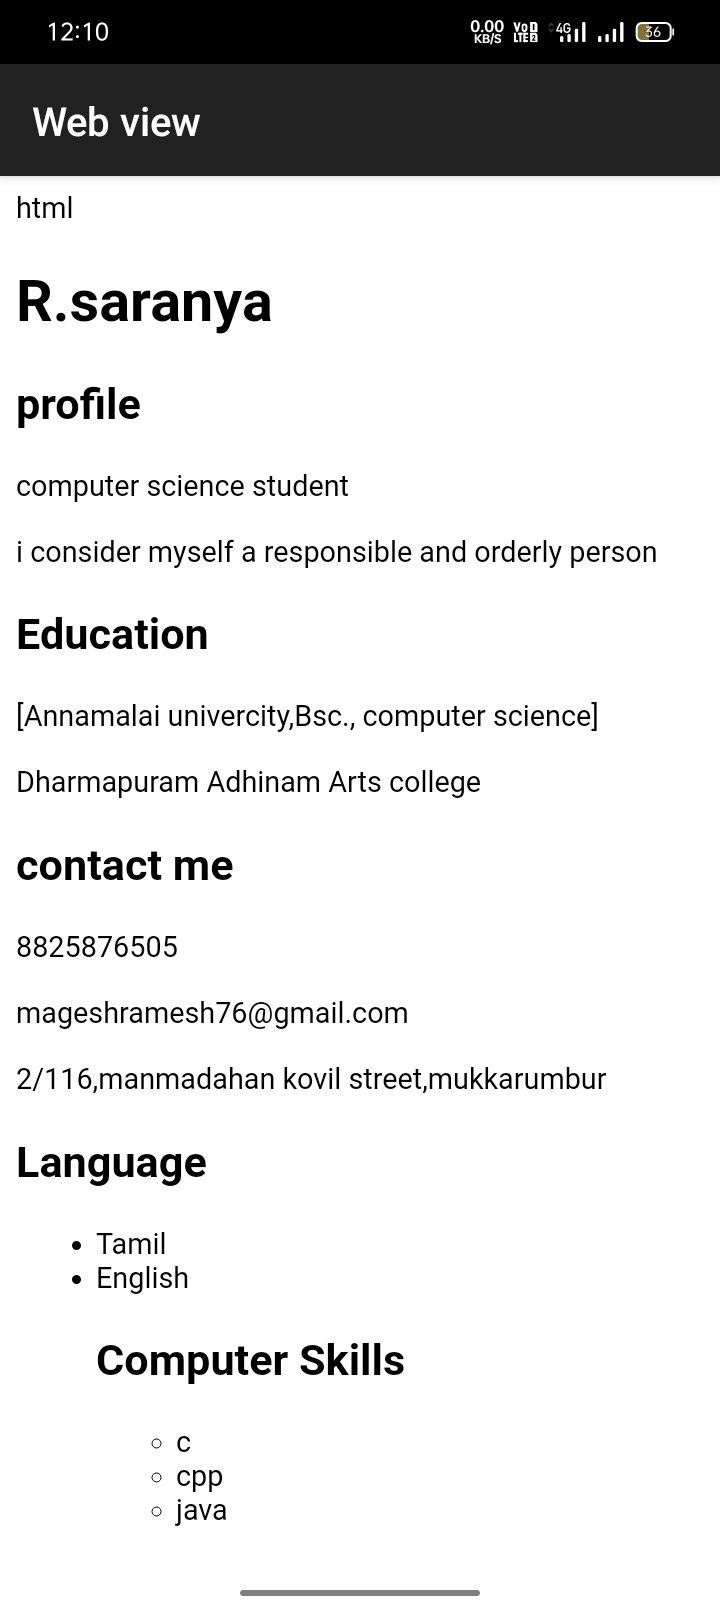 12:10
0.00 KB/S
VoD LTE2
4G
36
Web view
html
R.saranya
profile
computer science student
i consider myself a responsible and orderly person
Education
[Annamalai univercity,Bsc., computer science]
Dharmapuram Adhinam Arts college
contact me
8825876505
mageshramesh76@gmail.com
2/116,manmadahan kovil street,mukkarumbur
Language
Tamil
English
Computer Skills
c
cpp
java